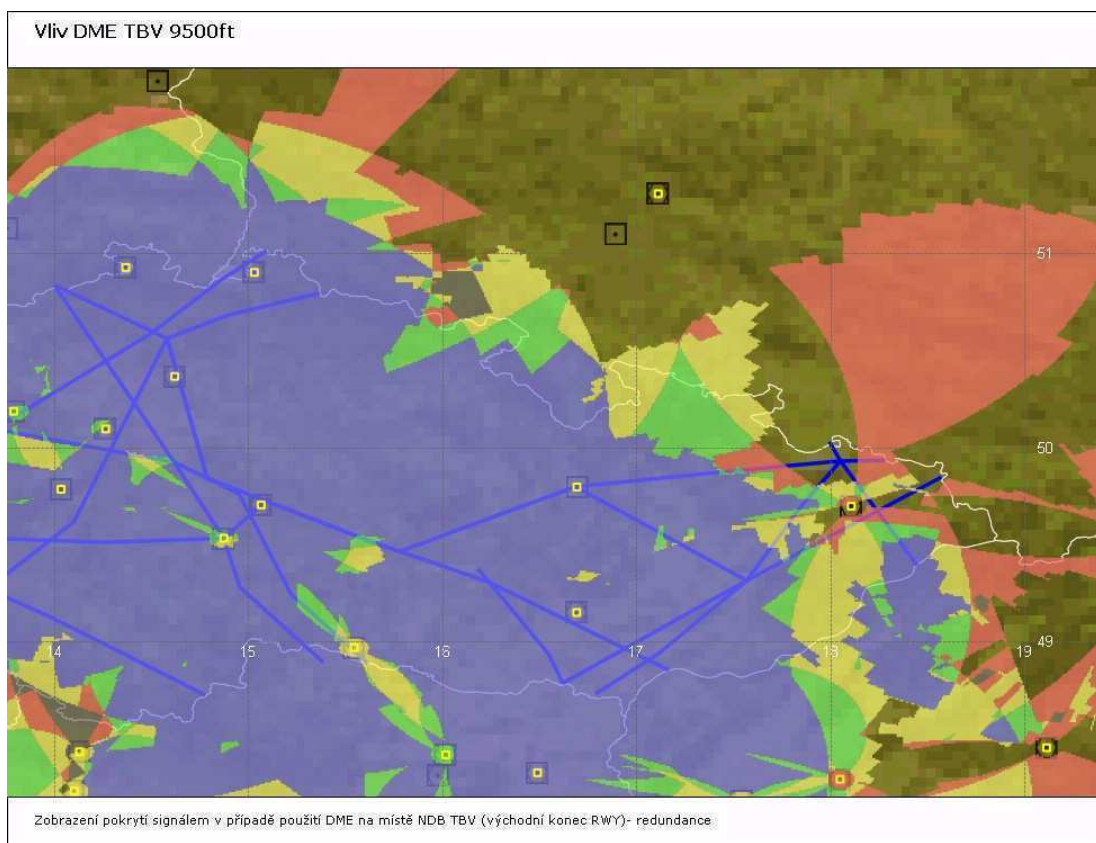 Vliv DME TBV 9500ft
51
50
14 15 16 17 18 19 49
Zobrazení pokrytí signálem v případě použití DME na místě NDB TBV (východní konec RWY)- redundance